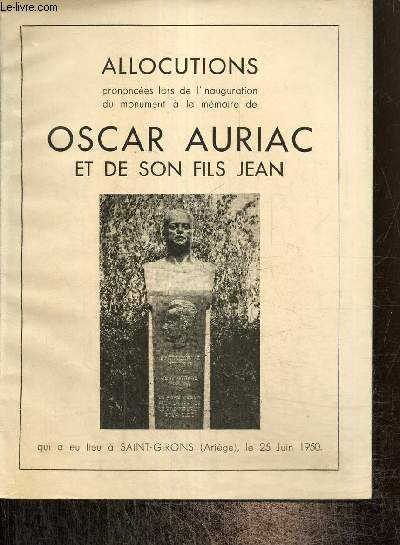 Le-livre.com
ALLOCUTIONS
prononcées lors de l'inauguration
du monument à la mémoire de
OSCAR AURIAC
ET DE SON FILS JEAN
qui a eu lieu à SAINT-GIRONS (Ariège), le 25 Juin 1950.